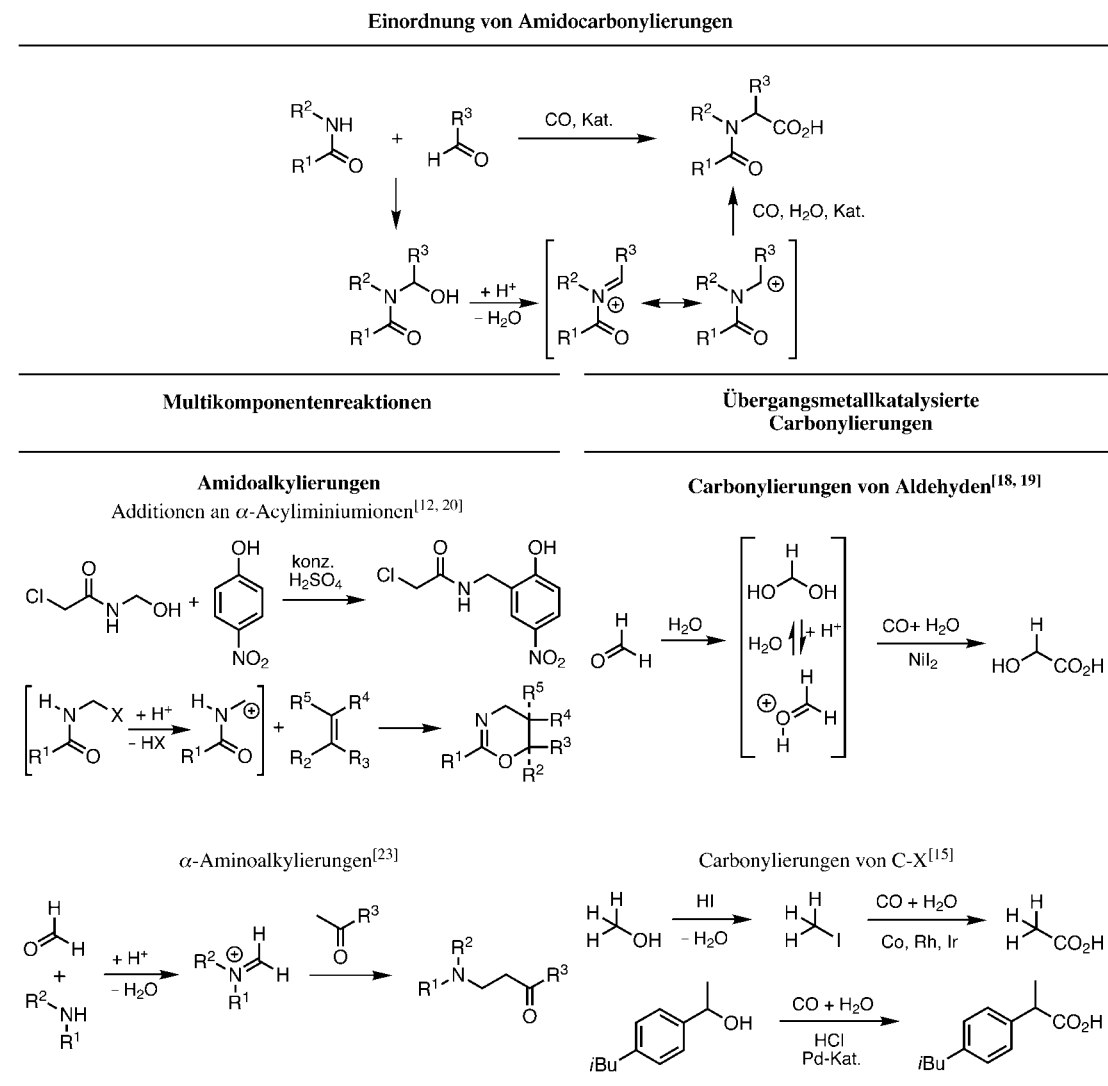 Einordnung von Amidocarbonylierungen
R³
R² NH + R³ CO, Kat. R² N CO₂H
R¹ O H O R¹ O
CO, H₂O, Kat.
R³ R³ R³
R² N OH + H⁺ R² N ⊕ R² N ⊕
R¹ O – H₂O R¹ O R¹ O
Multikomponentenreaktionen
Amidoalkylierungen
Additionen an α-Acyliminiumionen[12, 20]
O OH konz. O OH
Cl N OH + H₂SO₄ Cl N
H H
NO₂ NO₂
H H R⁵ R⁴ R⁵
N X + H⁺ N ⊕ + N R⁴
R¹ O – HX R¹ O R₂ R₃ R¹ O R³
R²
α-Aminoalkylierungen[23]
H
O H R³
+ + H⁺ R² ⊕ H O R²
R² – H₂O N H R¹ N R³
NH R¹ O
R¹
Übergangsmetallkatalysierte
Carbonylierungen
Carbonylierungen von Aldehyden[18, 19]
H
HO OH
H H₂O H₂O + H⁺ CO+ H₂O H
O H NiI₂ HO CO₂H
H
⊕ O H
H
Carbonylierungen von C-X[15]
H HI H CO + H₂O H
H H H
H OH – H₂O H I Co, Rh, Ir H CO₂H
CO + H₂O
OH CO₂H
HCl
iBu Pd-Kat. iBu